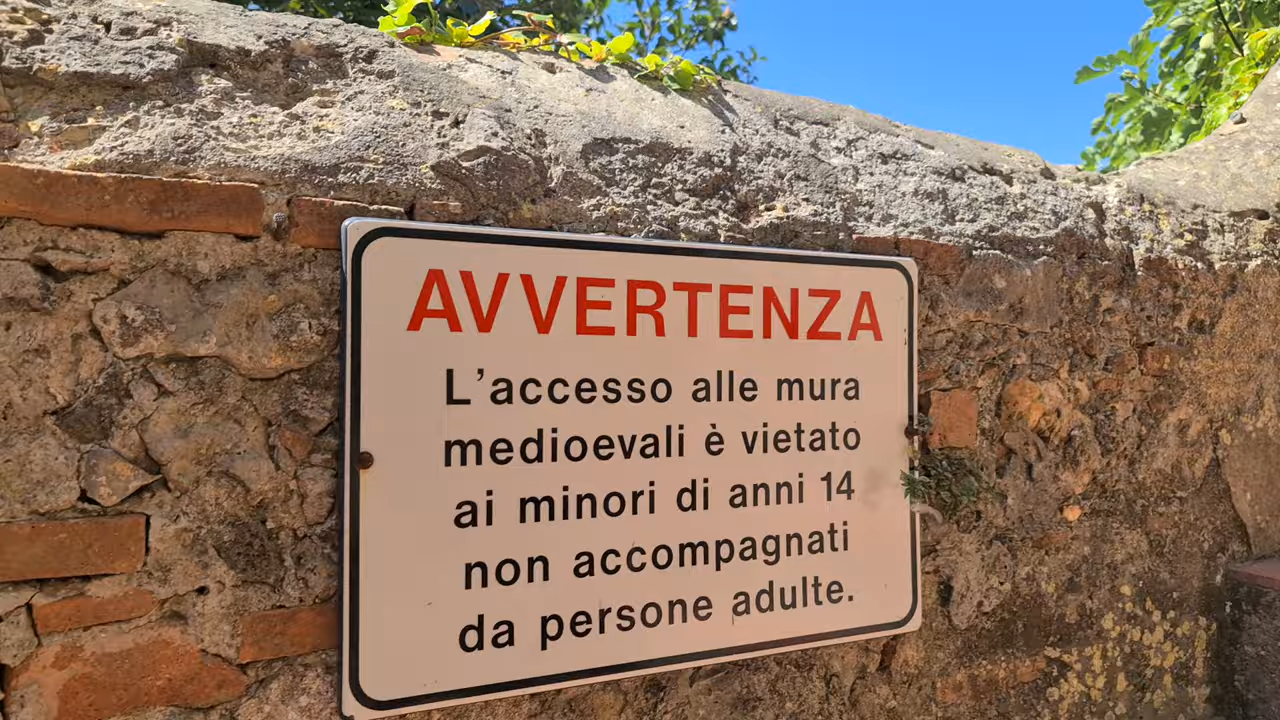 AVVERTENZA
L'accesso alle mura
medioevali è vietato
ai minori di anni 14
non accompagnati
da persone adulte.